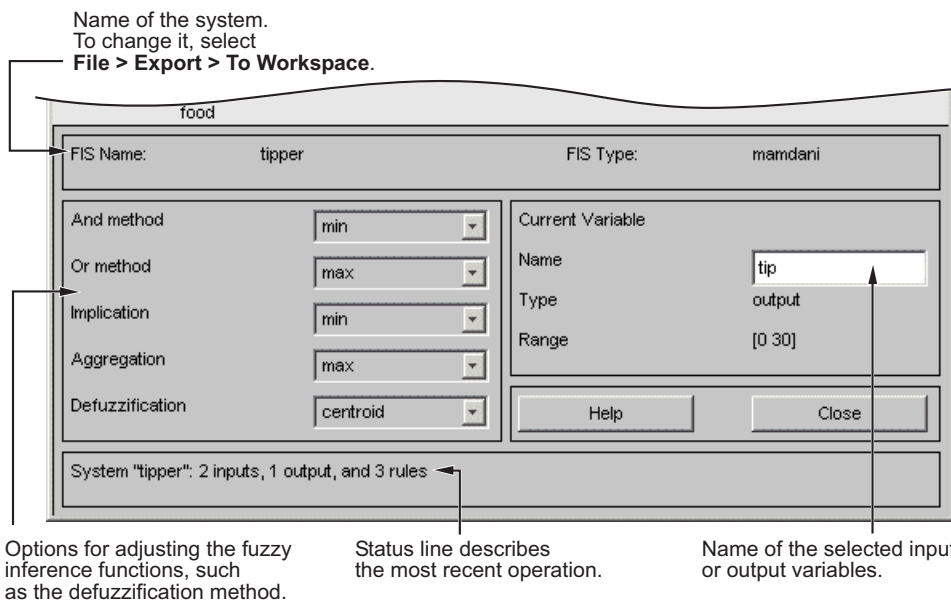 Name of the system.
To change it, select
File > Export > To Workspace.
food
FIS Name: tipper FIS Type: mamdani
And method min
Or method max
Implication min
Aggregation max
Defuzzification centroid
Current Variable
Name tip
Type output
Range [0 30]
Help Close
System "tipper": 2 inputs, 1 output, and 3 rules
Options for adjusting the fuzzy
inference functions, such
as the defuzzification method.
Status line describes
the most recent operation.
Name of the selected input
or output variables.